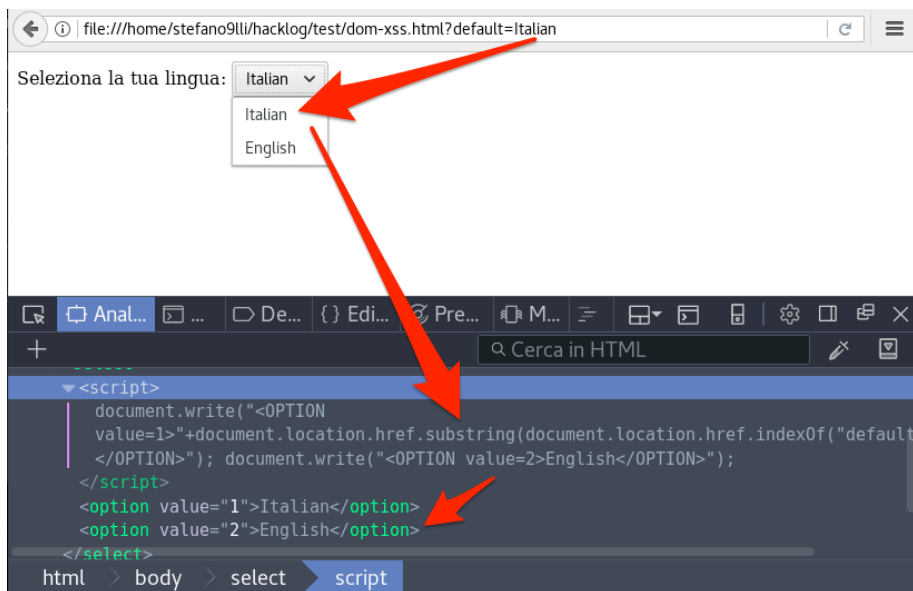 file:///home/stefano9lli/hacklog/test/dom-xss.html?default=Italian
Seleziona la tua lingua: Italian
Italian
English
Anal... ... De... {} Edi... Pre... M...
+ Cerca in HTML
<script>
document.write("<OPTION
value=1>"+document.location.href.substring(document.location.href.indexOf("default
</OPTION>"); document.write("<OPTION value=2>English</OPTION>");
</script>
<option value="1">Italian</option>
<option value="2">English</option>
</select>
html body select script